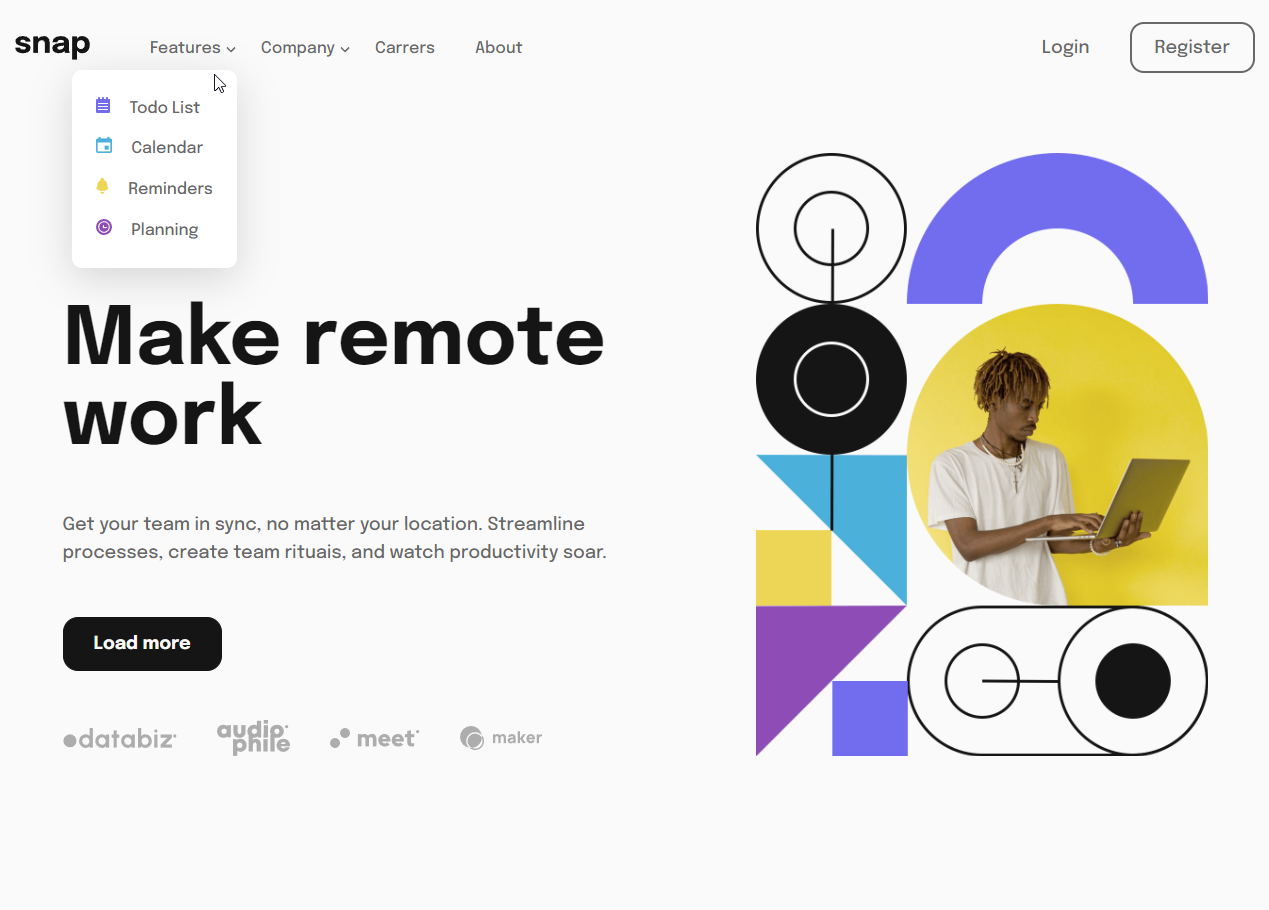 snap
Features
Company
Carrers
About
Login
Register
Todo List
Calendar
Reminders
Planning
Make remote
work
Get your team in sync, no matter your location. Streamline
processes, create team rituais, and watch productivity soar.
Load more
databiz
audiophile
meet
maker